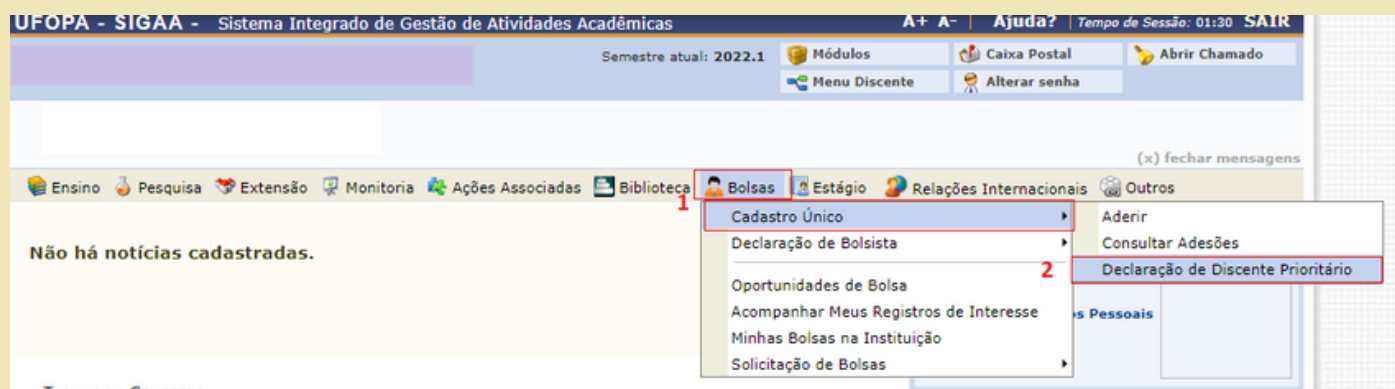 UFOPA - SIGAA - Sistema Integrado de Gestão de Atividades Acadêmicas A+ A- | Ajuda? | Tempo de Sessão: 01:30 SAIR
Semestre atual: 2022.1 Módulos Caixa Postal Abrir Chamado
Menu Discente Alterar senha
(x) fechar mensagens
Ensino Pesquisa Extensão Monitoria Ações Associadas Biblioteca Bolsas Estágio Relações Internacionais Outros
1
Cadastro Único Aderir
Não há notícias cadastradas.
Declaração de Bolsista Consultar Adesões
2 Declaração de Discente Prioritário
Oportunidades de Bolsa
Acompanhar Meus Registros de Interesse Pessoais
Minhas Bolsas na Instituição
Solicitação de Bolsas